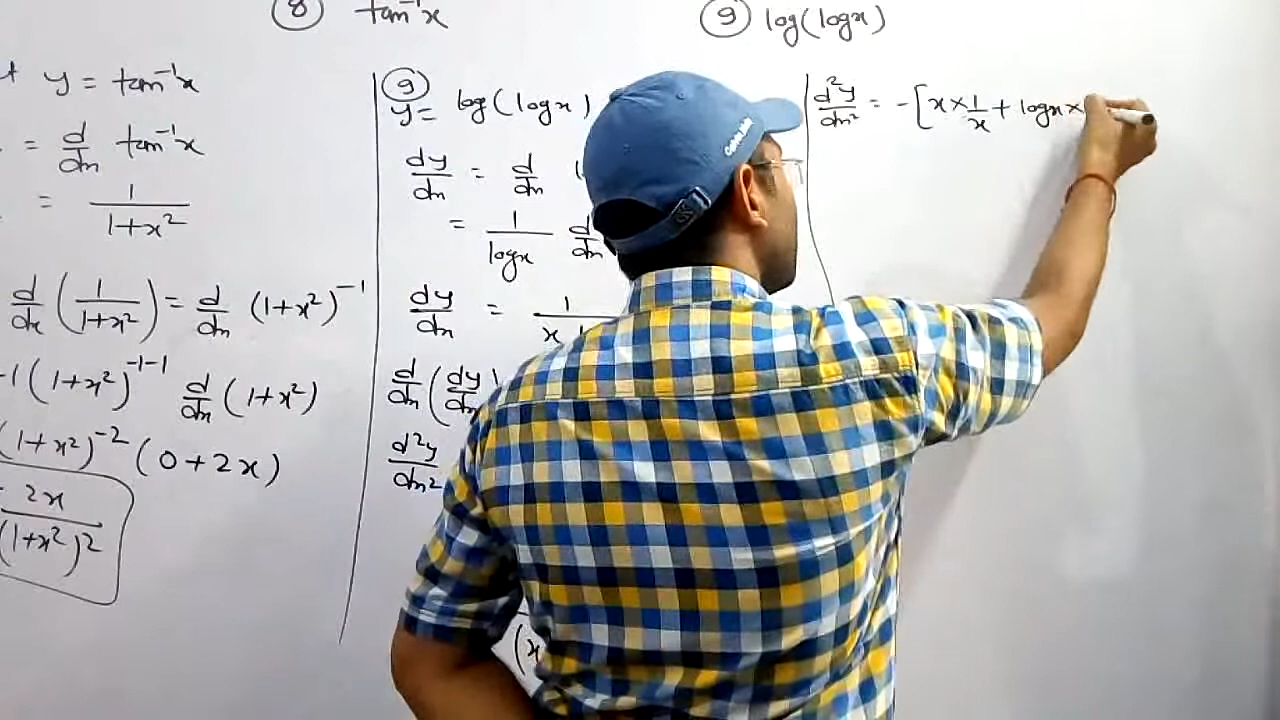 ⑧ tan⁻¹x
⑨ log(logx)
y = tan⁻¹x
= d/dx tan⁻¹x
= 1/(1+x²)
d/dx (1/(1+x²)) = d/dx (1+x²)⁻¹
-1(1+x²)⁻¹⁻¹ d/dx (1+x²)
(1+x²)⁻² (0+2x)
- 2x/(1+x²)²
⑨
y = log(logx)
dy/dx = d/dx
= 1/logx d/dx
dy/dx = 1/x
d/dx (dy/dx)
d²y/dx²
(x
d²y/dx² = -[x×1/x + logx×